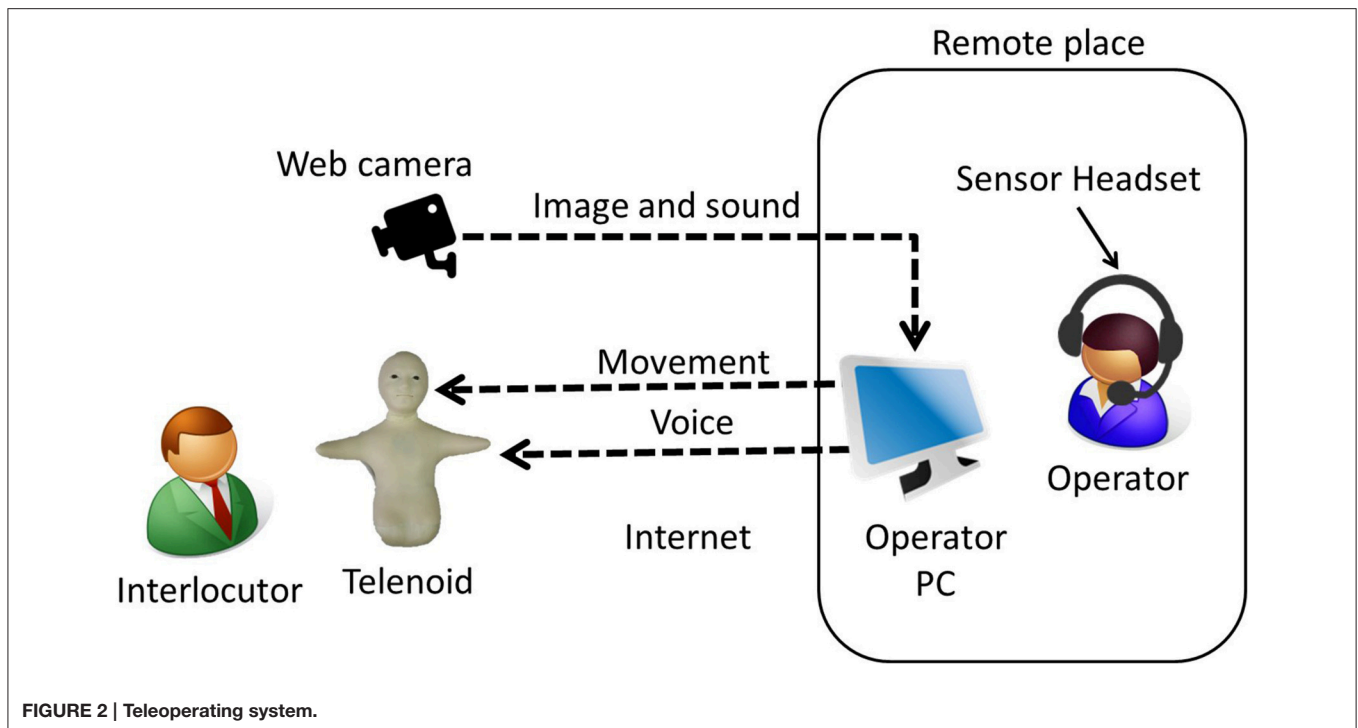 Remote place
Web camera
Sensor Headset
Image and sound
Movement
Voice
Operator
Internet
Operator
PC
Interlocutor
Telenoid
FIGURE 2 | Teleoperating system.